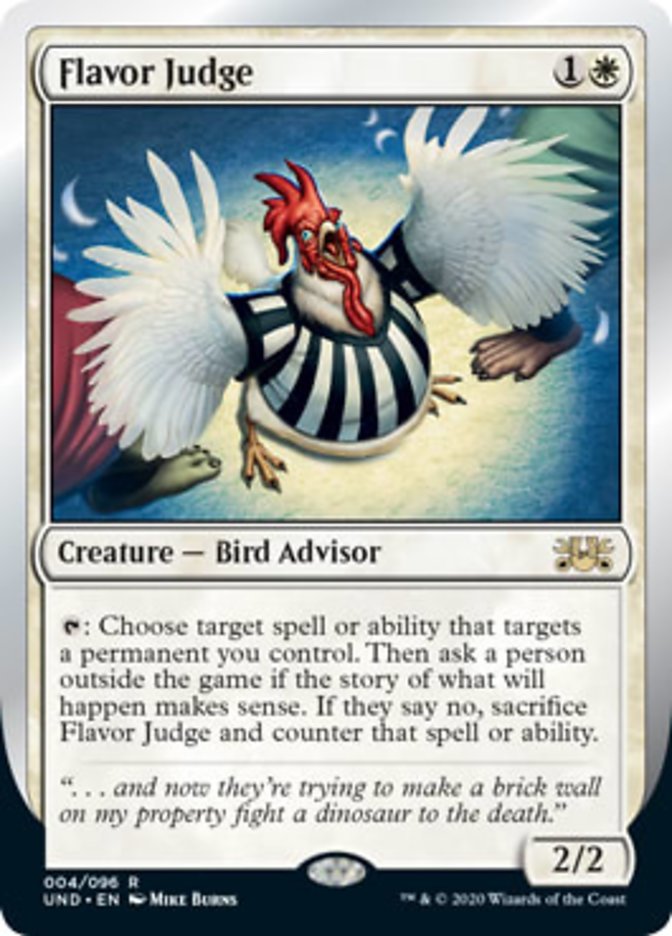 Flavor Judge 1
Creature — Bird Advisor
: Choose target spell or ability that targets
a permanent you control. Then ask a person
outside the game if the story of what will
happen makes sense. If they say no, sacrifice
Flavor Judge and counter that spell or ability.
“. . . and now they’re trying to make a brick wall
on my property fight a dinosaur to the death.”
2/2
004/096 R
UND • EN Mike Burns
™ & © 2020 Wizards of the Coast